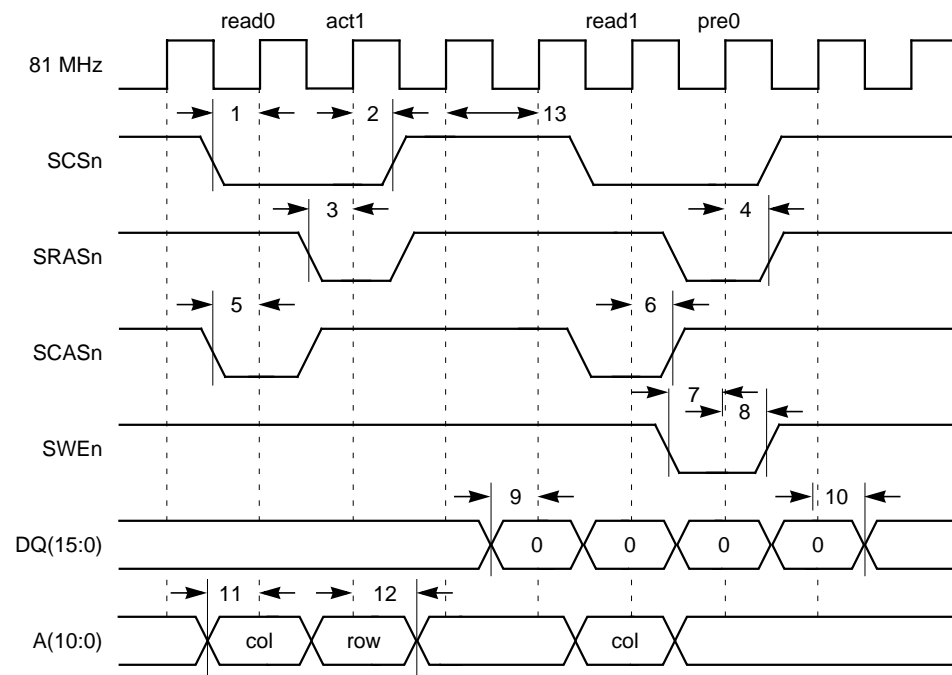 read0 act1 read1 pre0
81 MHz
1 2 13
SCSn
3 4
SRASn
5 6
SCASn
7 8
SWEn
9 10
DQ(15:0) 0 0 0 0
11 12
A(10:0) col row col